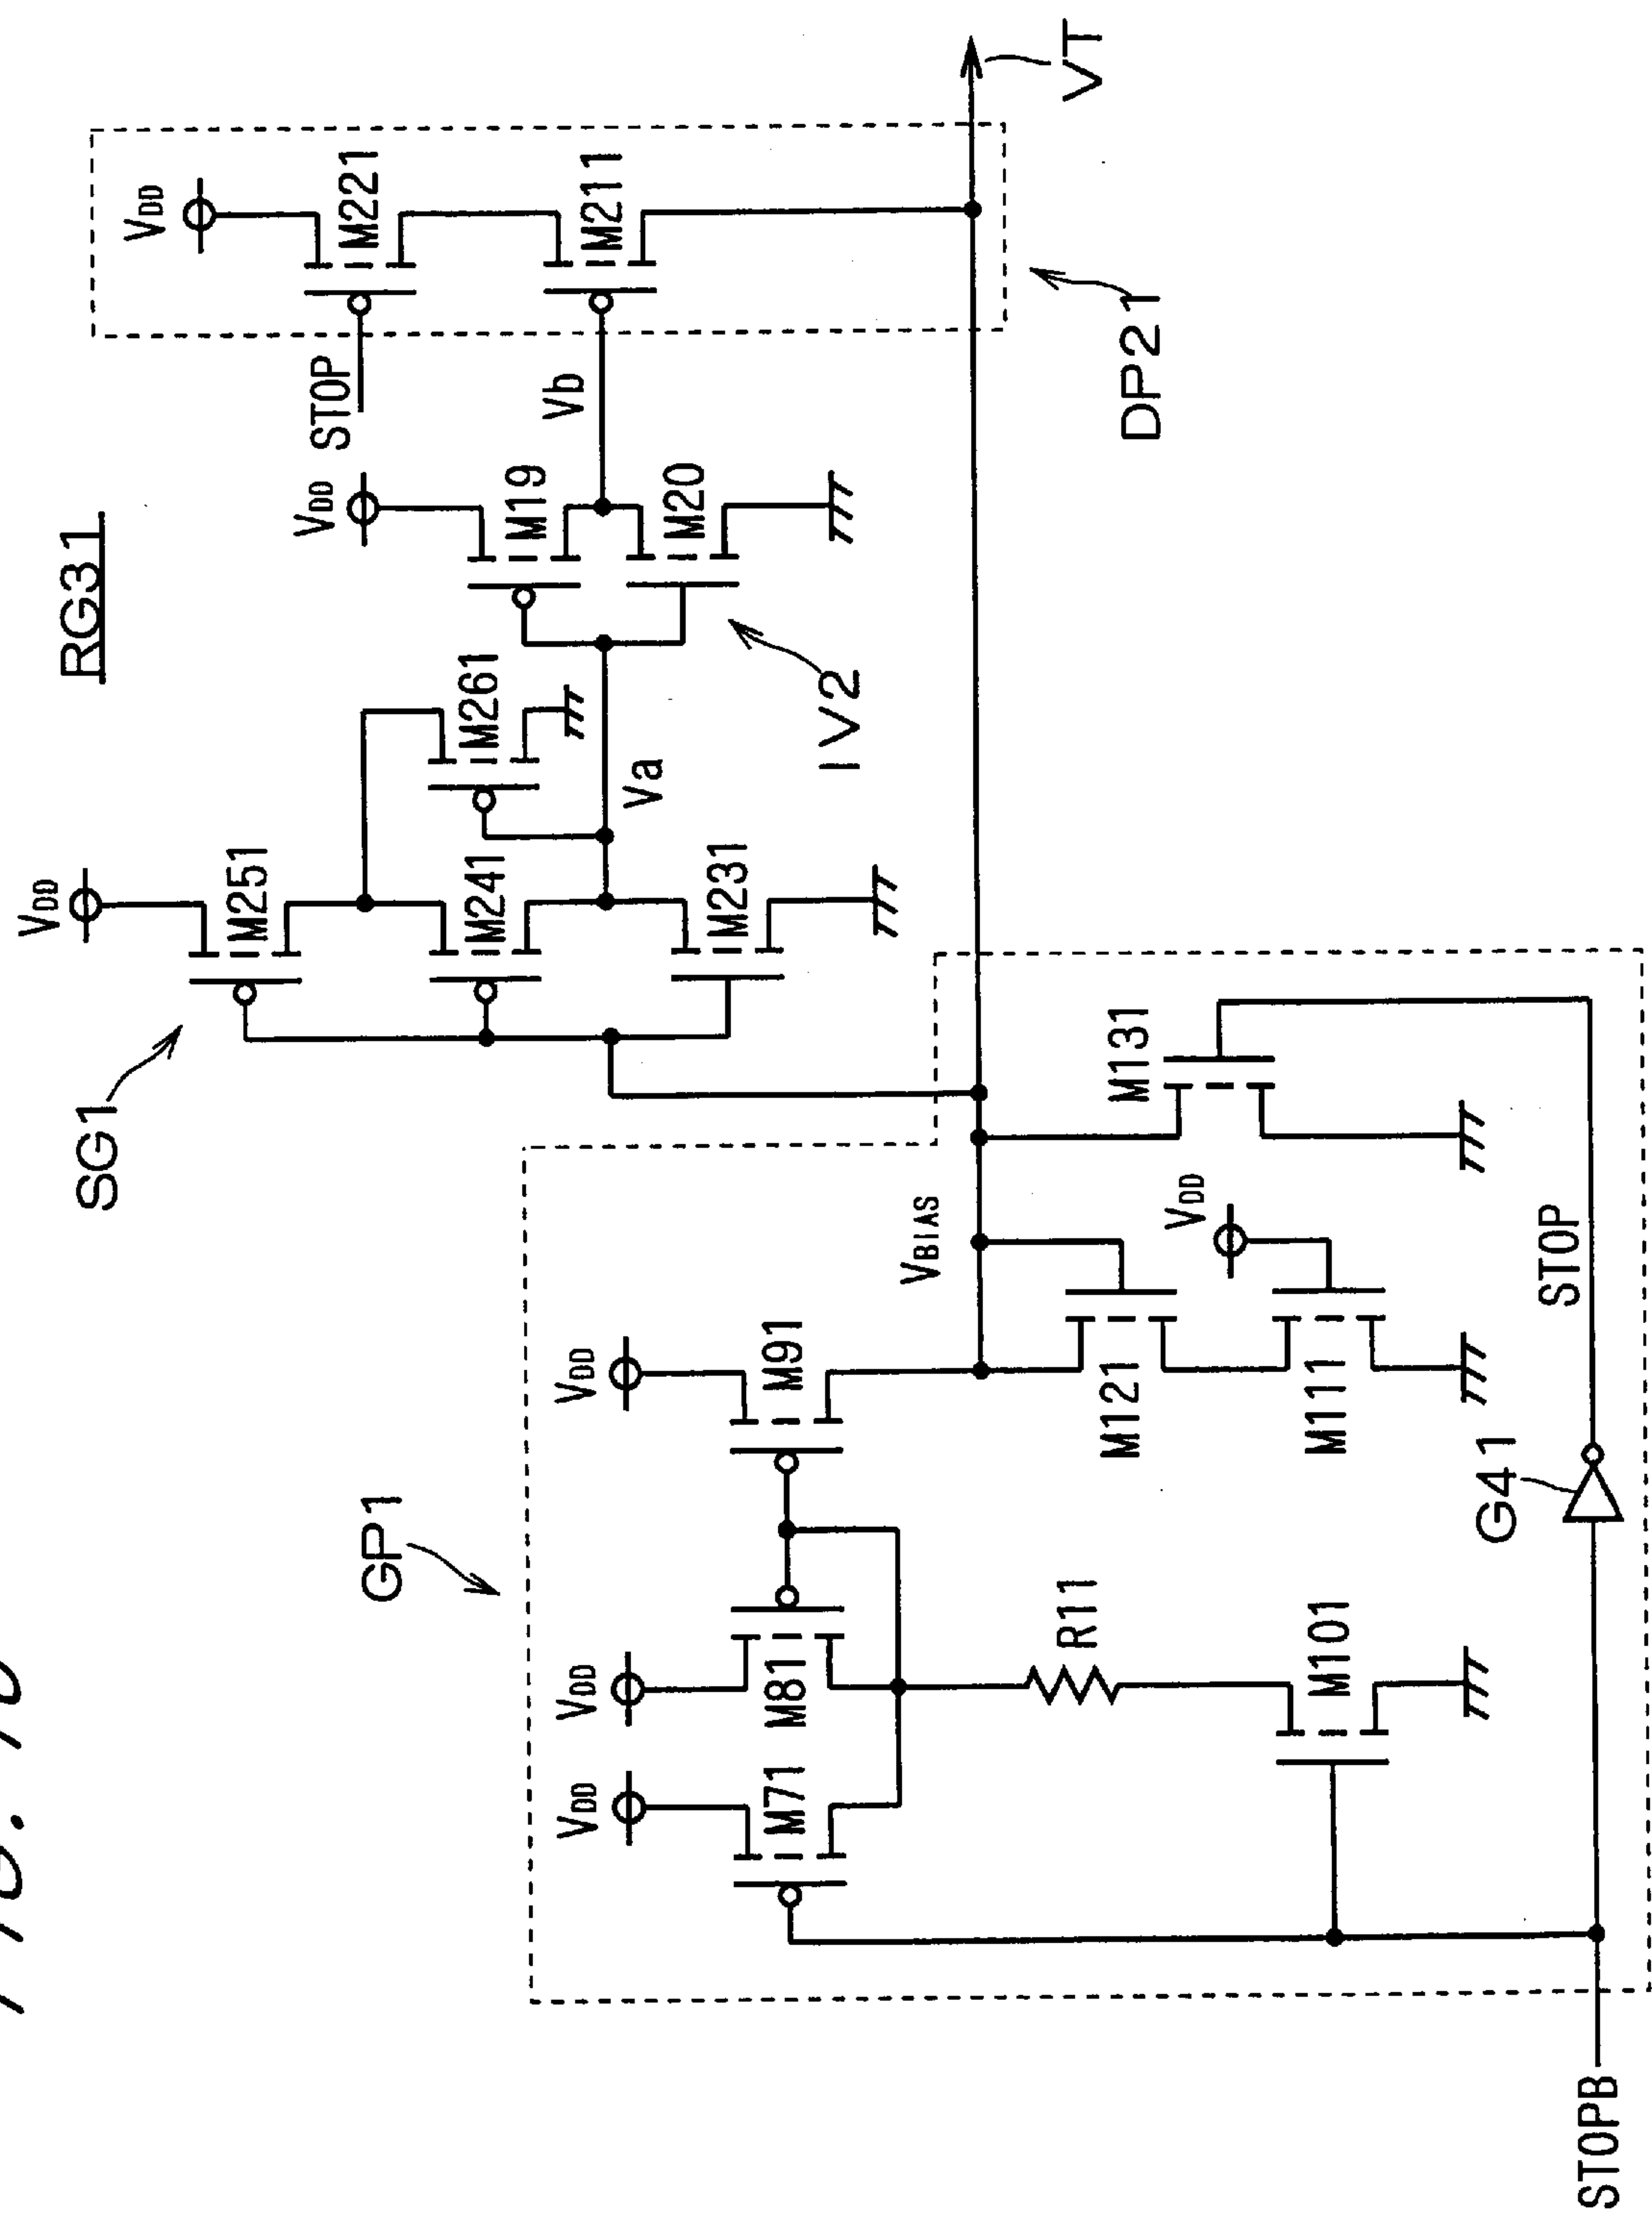 RG31
SG1
VDD
M251
M241
M231
M261
Va
VDD
M19
M20
IV2
Vb
STOP
VDD
M221
M211
DP21
VT
GP1
VDD
M71
VDD
M81
VDD
M91
VBIAS
R11
M101
M121
M111
VDD
M131
G41
STOP
STOPB